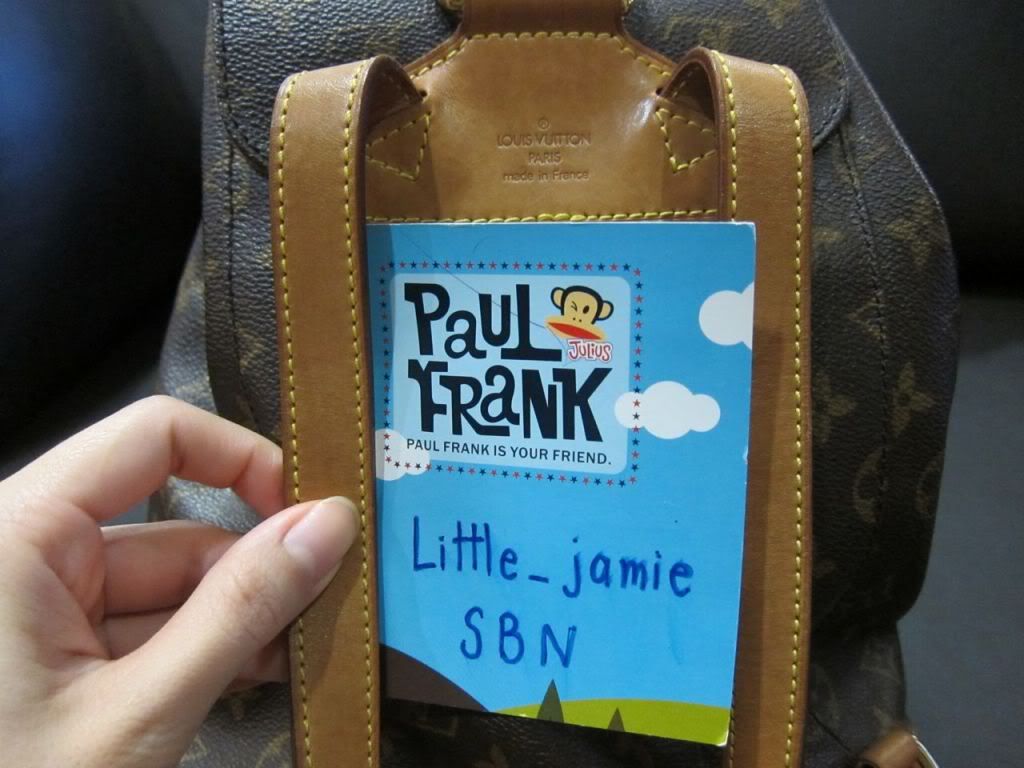 LOUIS VUITTON
PARIS
made in France
PAUL
JULIUS
FRANK
PAUL FRANK IS YOUR FRIEND.
Little_jamie
SBN